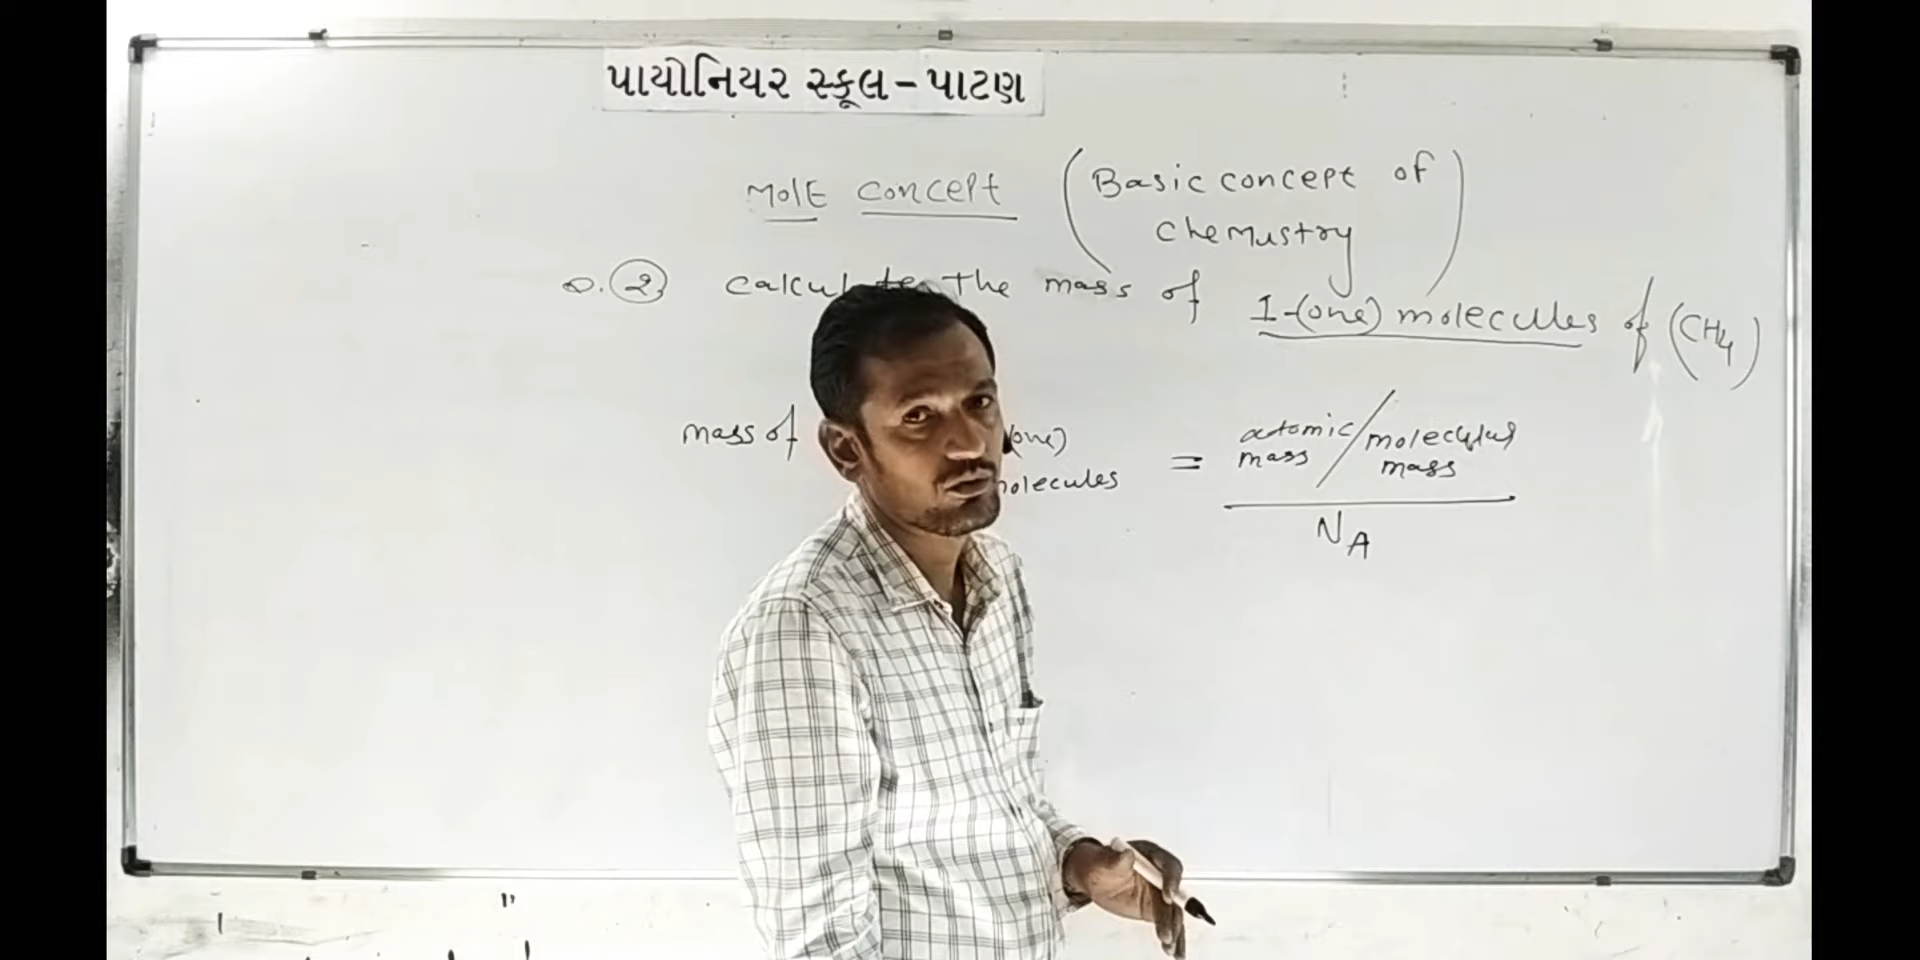 પાયોનિયર સ્કૂલ - પાટણ
MolE concept (Basic concept of
chemustry)
Q. 2 calculate the mass of 1-(one) molecules of (CH4)
mass of (one) = atomic mass / molecular mass
molecules
NA